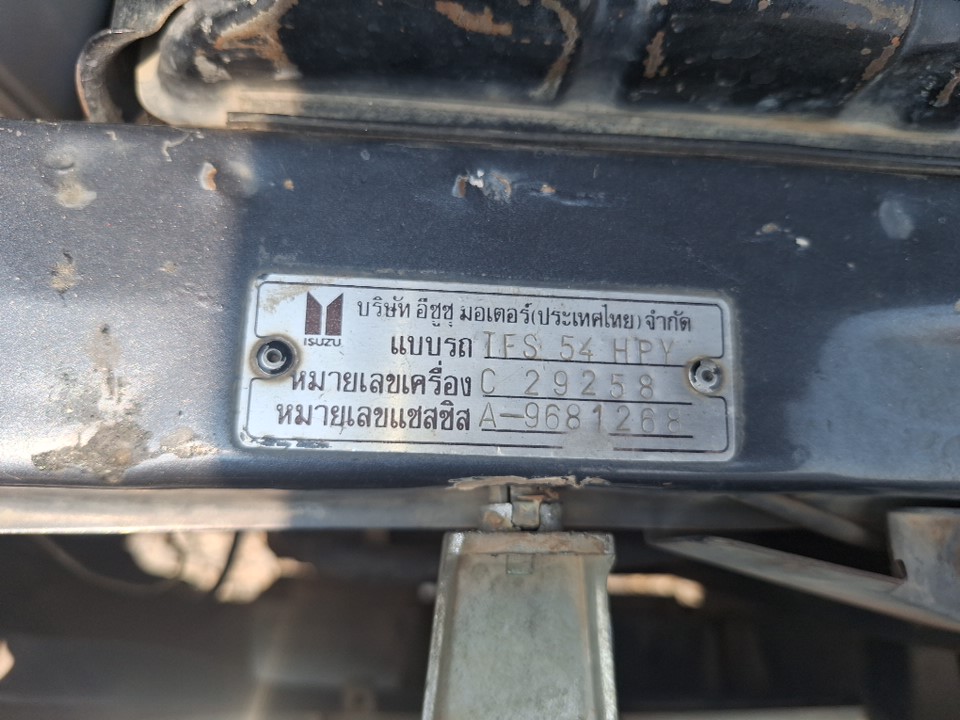 บริษัท อีซูซุ มอเตอร์(ประเทศไทย)จำกัด
ISUZU
แบบรถ TFS 54 HPY
หมายเลขเครื่อง C 29258
หมายเลขแชสซิส A-9681268